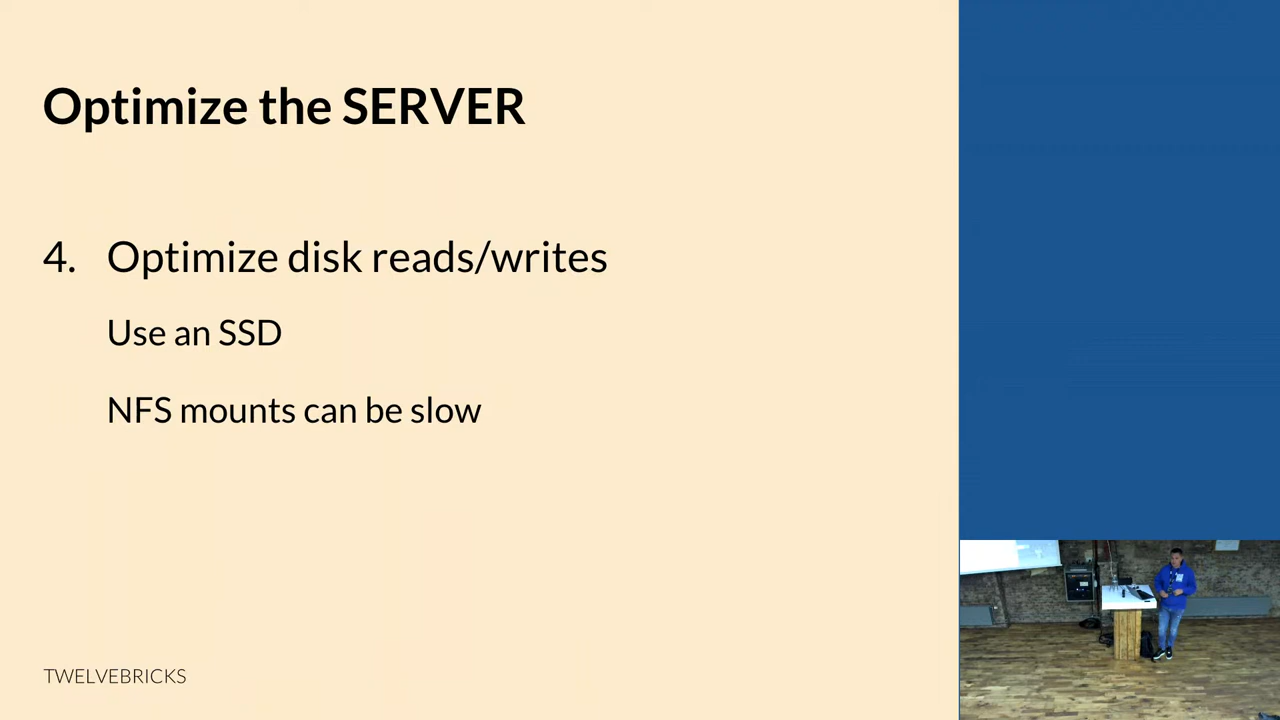 Optimize the SERVER
4. Optimize disk reads/writes
Use an SSD
NFS mounts can be slow
TWELVEBRICKS